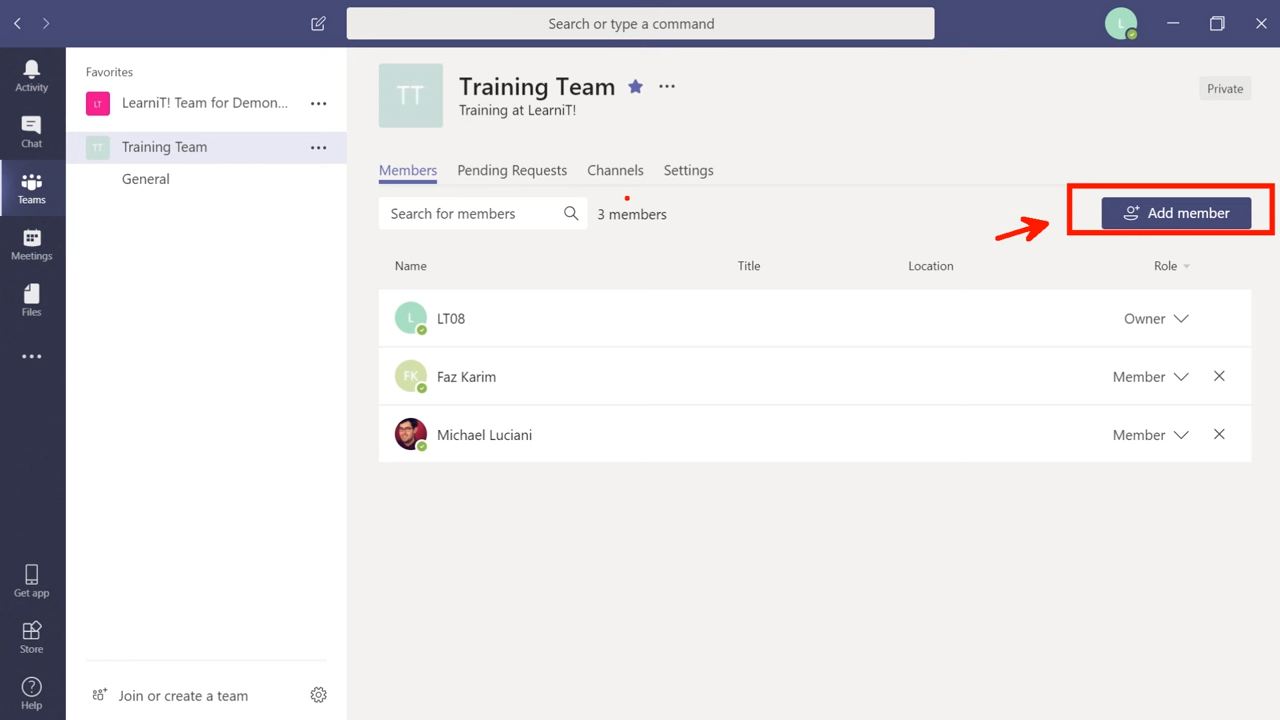 Search or type a command
L
Activity
Chat
Teams
Meetings
Files
Get app
Store
Help
Favorites
LT LearniT! Team for Demon...
TT Training Team
General
Join or create a team
TT
Training Team
Training at LearniT!
Private
Members Pending Requests Channels Settings
Search for members 3 members Add member
Name Title Location Role
L LT08 Owner
FK Faz Karim Member
Michael Luciani Member